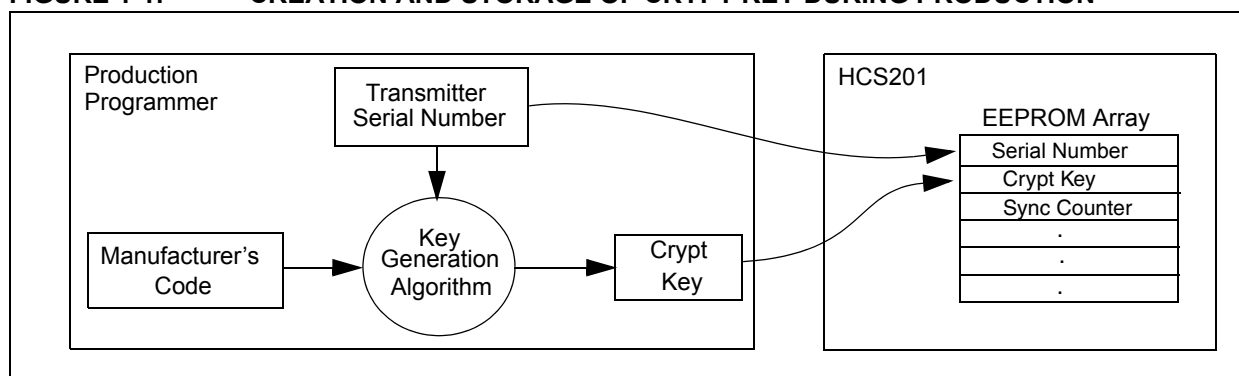 Production
Programmer
Transmitter
Serial Number
Manufacturer's
Code
Key
Generation
Algorithm
Crypt
Key
HCS201
EEPROM Array
Serial Number
Crypt Key
Sync Counter
.
.
.